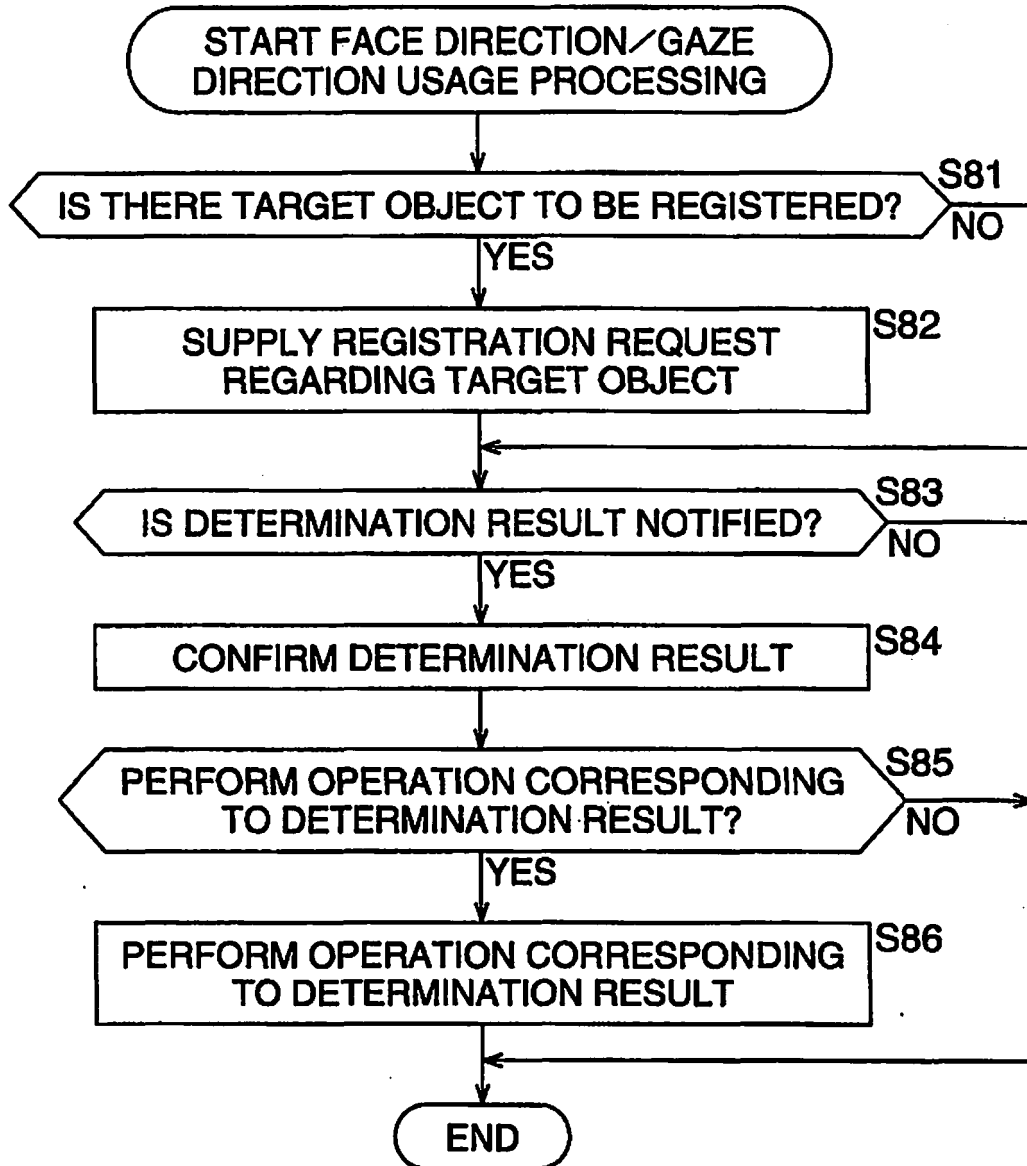 START FACE DIRECTION/GAZE
DIRECTION USAGE PROCESSING
S81
IS THERE TARGET OBJECT TO BE REGISTERED?
NO
YES
S82
SUPPLY REGISTRATION REQUEST
REGARDING TARGET OBJECT
S83
IS DETERMINATION RESULT NOTIFIED?
NO
YES
S84
CONFIRM DETERMINATION RESULT
S85
PERFORM OPERATION CORRESPONDING
TO DETERMINATION RESULT?
NO
YES
S86
PERFORM OPERATION CORRESPONDING
TO DETERMINATION RESULT
END